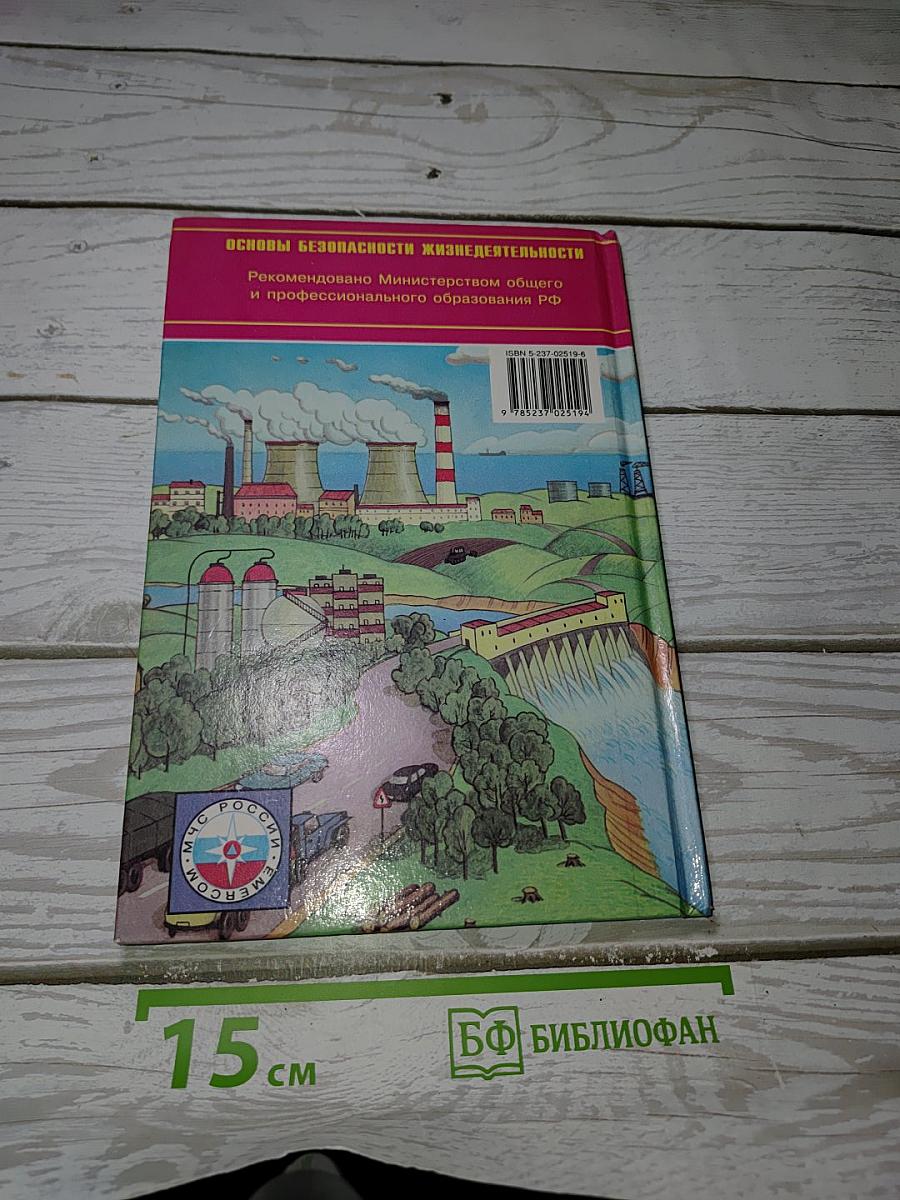 ОСНОВЫ БЕЗОПАСНОСТИ ЖИЗНЕДЕЯТЕЛЬНОСТИ
Рекомендовано Министерством общего
и профессионального образования РФ
ISBN 5-237-02519-6
9 785237 025194
МЧС РОССИИ · EMERCOM ·
15 см
БФ БИБЛИОФАН